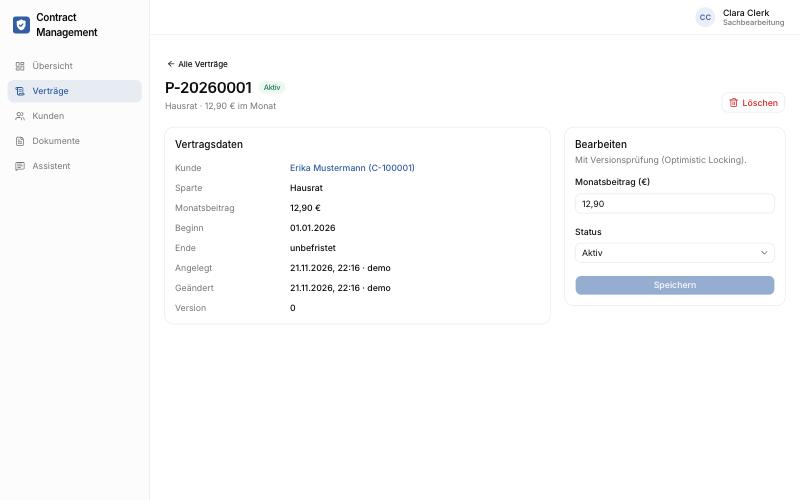 Contract
Management
Übersicht
Verträge
Kunden
Dokumente
Assistent
CC
Clara Clerk
Sachbearbeitung
← Alle Verträge
P-20260001 Aktiv
Hausrat · 12,90 € im Monat
Löschen
Vertragsdaten
Kunde Erika Mustermann (C-100001)
Sparte Hausrat
Monatsbeitrag 12,90 €
Beginn 01.01.2026
Ende unbefristet
Angelegt 21.11.2026, 22:16 · demo
Geändert 21.11.2026, 22:16 · demo
Version 0
Bearbeiten
Mit Versionsprüfung (Optimistic Locking).
Monatsbeitrag (€)
12,90
Status
Aktiv
Speichern